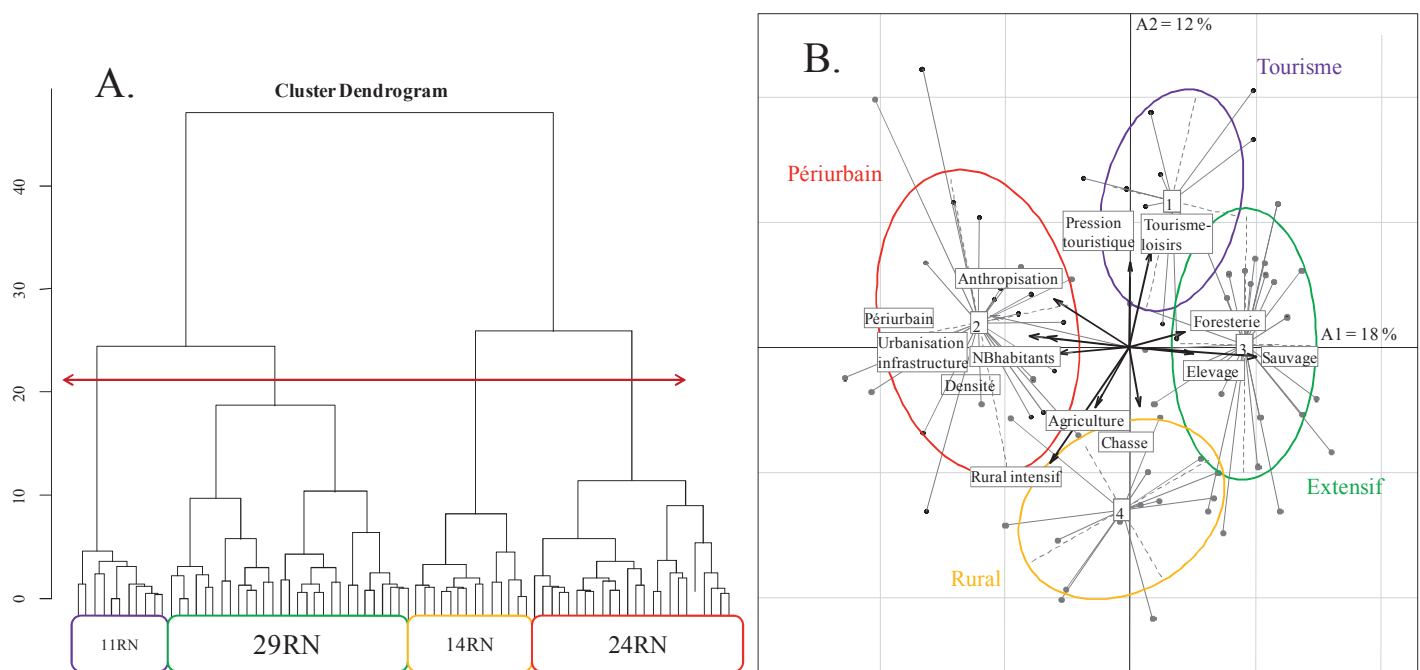 A.
Cluster Dendrogram
40
30
20
10
0
11RN
29RN
14RN
24RN
B.
A2 = 12 %
Tourisme
Périurbain
1
Pression
touristique
Tourisme-
loisirs
Anthropisation
Périurbain
2
Foresterie
A1 = 18 %
Urbanisation
infrastructure
NBhabitants
3
Sauvage
Elevage
Densité
Agriculture
Chasse
Rural intensif
Extensif
4
Rural